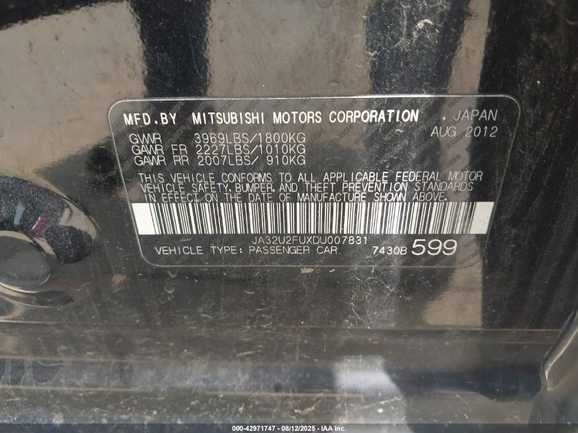 MFD.BY MITSUBISHI MOTORS CORPORATION JAPAN
AUG 2012
GVWR 3969LBS/1800KG
GAWR FR 2227LBS/1010KG
GAWR RR 2007LBS/ 910KG
THIS VEHICLE CONFORMS TO ALL APPLICABLE FEDERAL MOTOR
VEHICLE SAFETY, BUMPER, AND THEFT PREVENTION STANDARDS
IN EFFECT ON THE DATE OF MANUFACTURE SHOWN ABOVE.
JA32U2FUXDU007831
VEHICLE TYPE: PASSENGER CAR 7430B 599
000-42971747 - 08/12/2025 - IAA Inc.